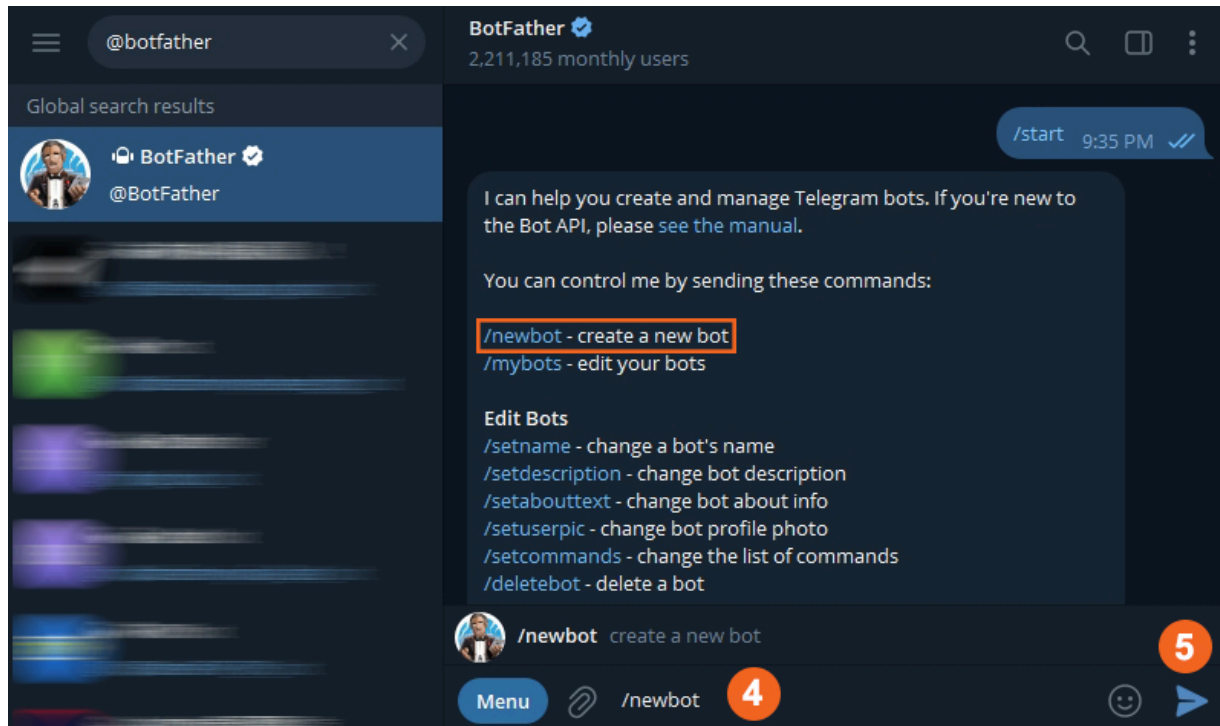 @botfather
Global search results
BotFather
@BotFather
BotFather
2,211,185 monthly users
/start 9:35 PM
I can help you create and manage Telegram bots. If you're new to
the Bot API, please see the manual.
You can control me by sending these commands:
/newbot - create a new bot
/mybots - edit your bots
Edit Bots
/setname - change a bot's name
/setdescription - change bot description
/setabouttext - change bot about info
/setuserpic - change bot profile photo
/setcommands - change the list of commands
/deletebot - delete a bot
/newbot create a new bot
5
Menu /newbot 4